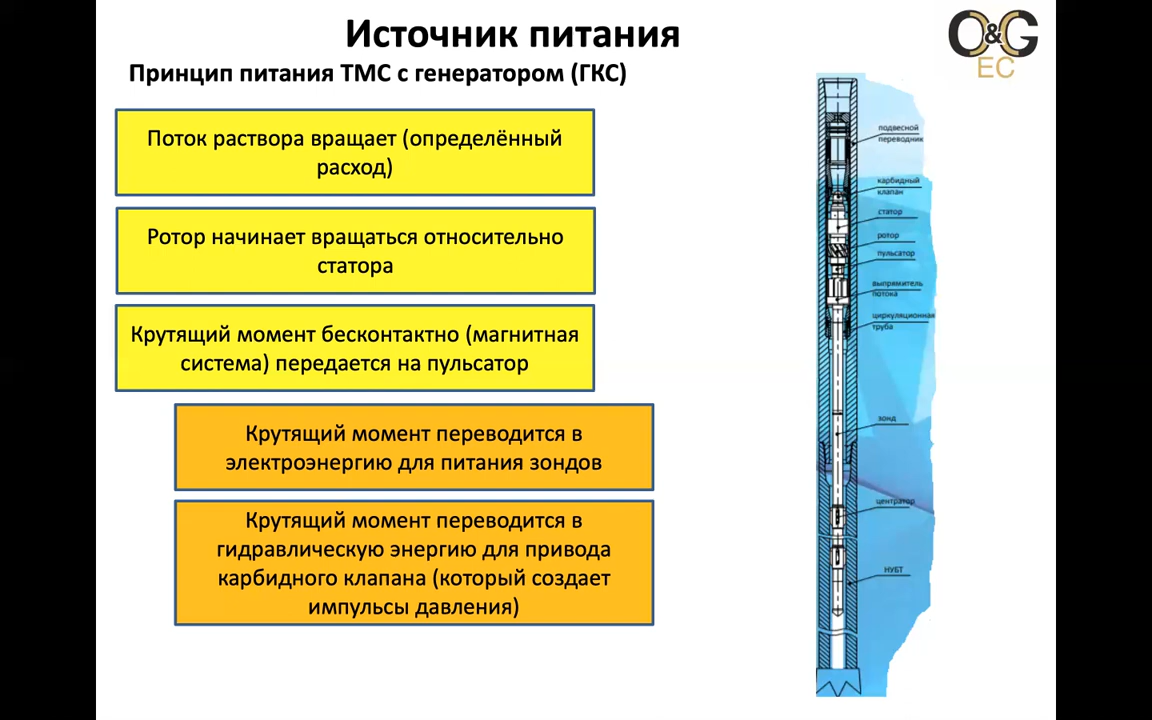 Источник питания
O&G
EC
Принцип питания ТМС с генератором (ГКС)
Поток раствора вращает (определённый
расход)
Ротор начинает вращаться относительно
статора
Крутящий момент бесконтактно (магнитная
система) передается на пульсатор
Крутящий момент переводится в
электроэнергию для питания зондов
Крутящий момент переводится в
гидравлическую энергию для привода
карбидного клапана (который создает
импульсы давления)
подвесной
переводник
карбидный
клапан
статор
ротор
пульсатор
выпрямитель
потока
циркуляционная
труба
зонд
центратор
НУБТ